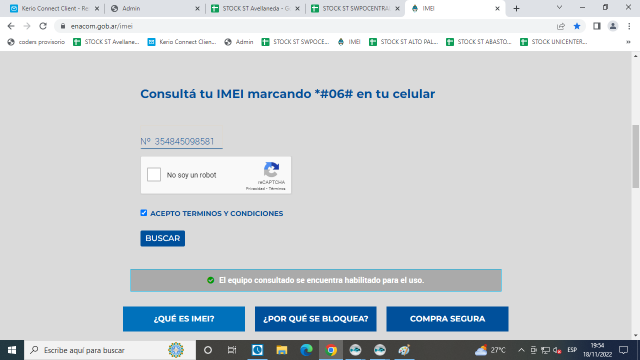 Kerio Connect Client - Re
Admin
STOCK ST Avellaneda - G
STOCK ST SWPOCENTRAL
IMEI
enacom.gob.ar/imei
coders provisorio
STOCK ST Avellane...
Kerio Connect Clien...
Admin
STOCK ST SWPOCE...
IMEI
STOCK ST ALTO PAL...
STOCK ST ABASTO...
STOCK UNICENTER...
Consultá tu IMEI marcando *#06# en tu celular
Nº 354845098581
No soy un robot
reCAPTCHA
Privacidad - Términos
ACEPTO TERMINOS Y CONDICIONES
BUSCAR
El equipo consultado se encuentra habilitado para el uso.
¿QUÉ ES IMEI?
¿POR QUÉ SE BLOQUEA?
COMPRA SEGURA
Escribe aquí para buscar
27°C
ESP
19:54
18/11/2022